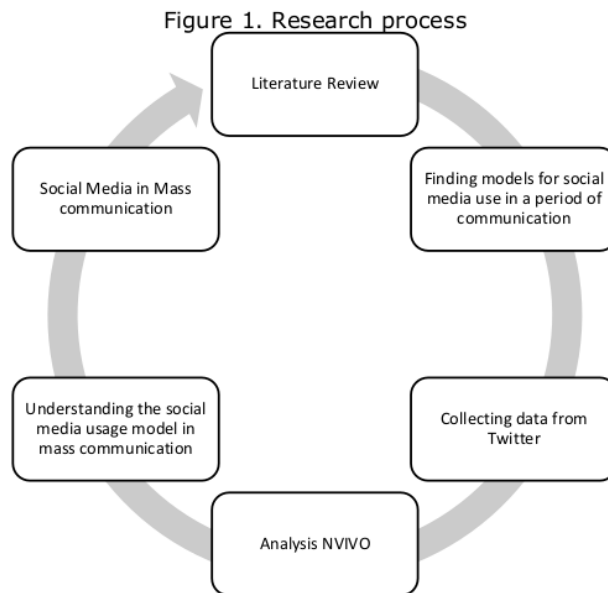 Figure 1. Research process
Literature Review
Finding models for social
media use in a period of
communication
Collecting data from
Twitter
Analysis NVIVO
Understanding the social
media usage model in
mass communication
Social Media in Mass
communication